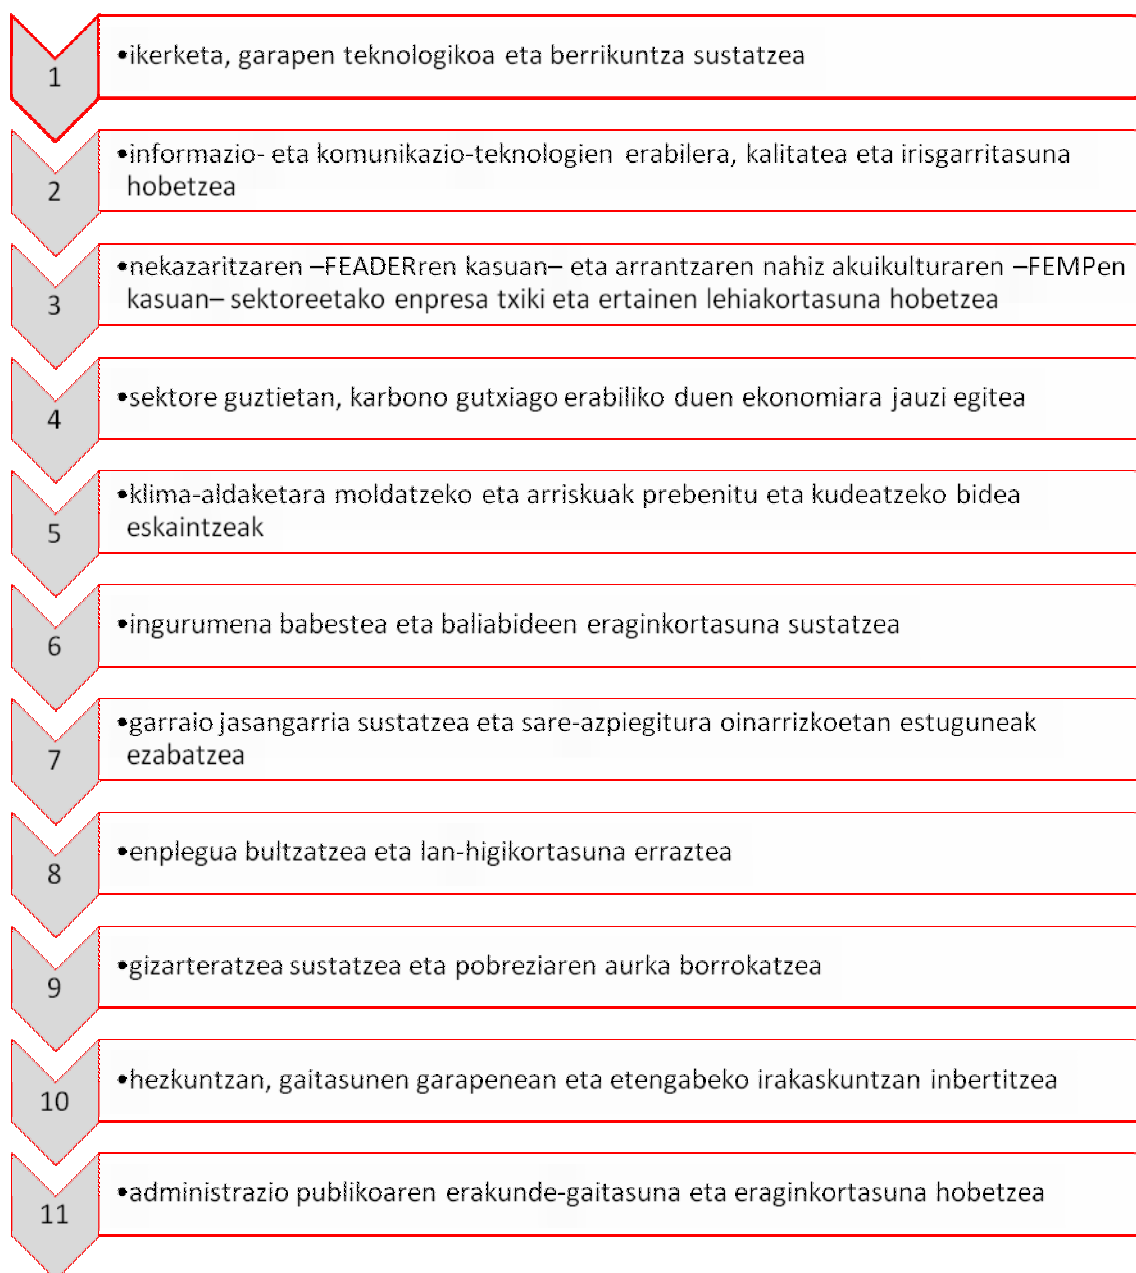 1
•ikerketa, garapen teknologikoa eta berrikuntza sustatzea
2
•informazio- eta komunikazio-teknologien erabilera, kalitatea eta irisgarritasuna
hobetzea
3
•nekazaritzaren –FEADERren kasuan– eta arrantzaren nahiz akuikulturaren –FEMPen
kasuan– sektoreetako enpresa txiki eta ertainen lehiakortasuna hobetzea
4
•sektore guztietan, karbono gutxiago erabiliko duen ekonomiara jauzi egitea
5
•klima-aldaketara moldatzeko eta arriskuak prebenitu eta kudeatzeko bidea
eskaintzeak
6
•ingurumena babestea eta baliabideen eraginkortasuna sustatzea
7
•garraio jasangarria sustatzea eta sare-azpiegitura oinarrizkoetan estuguneak
ezabatzea
8
•enplegua bultzatzea eta lan-higikortasuna erraztea
9
•gizarteratzea sustatzea eta pobreziaren aurka borrokatzea
10
•hezkuntzan, gaitasunen garapenean eta etengabeko irakaskuntzan inbertitzea
11
•administrazio publikoaren erakunde-gaitasuna eta eraginkortasuna hobetzea